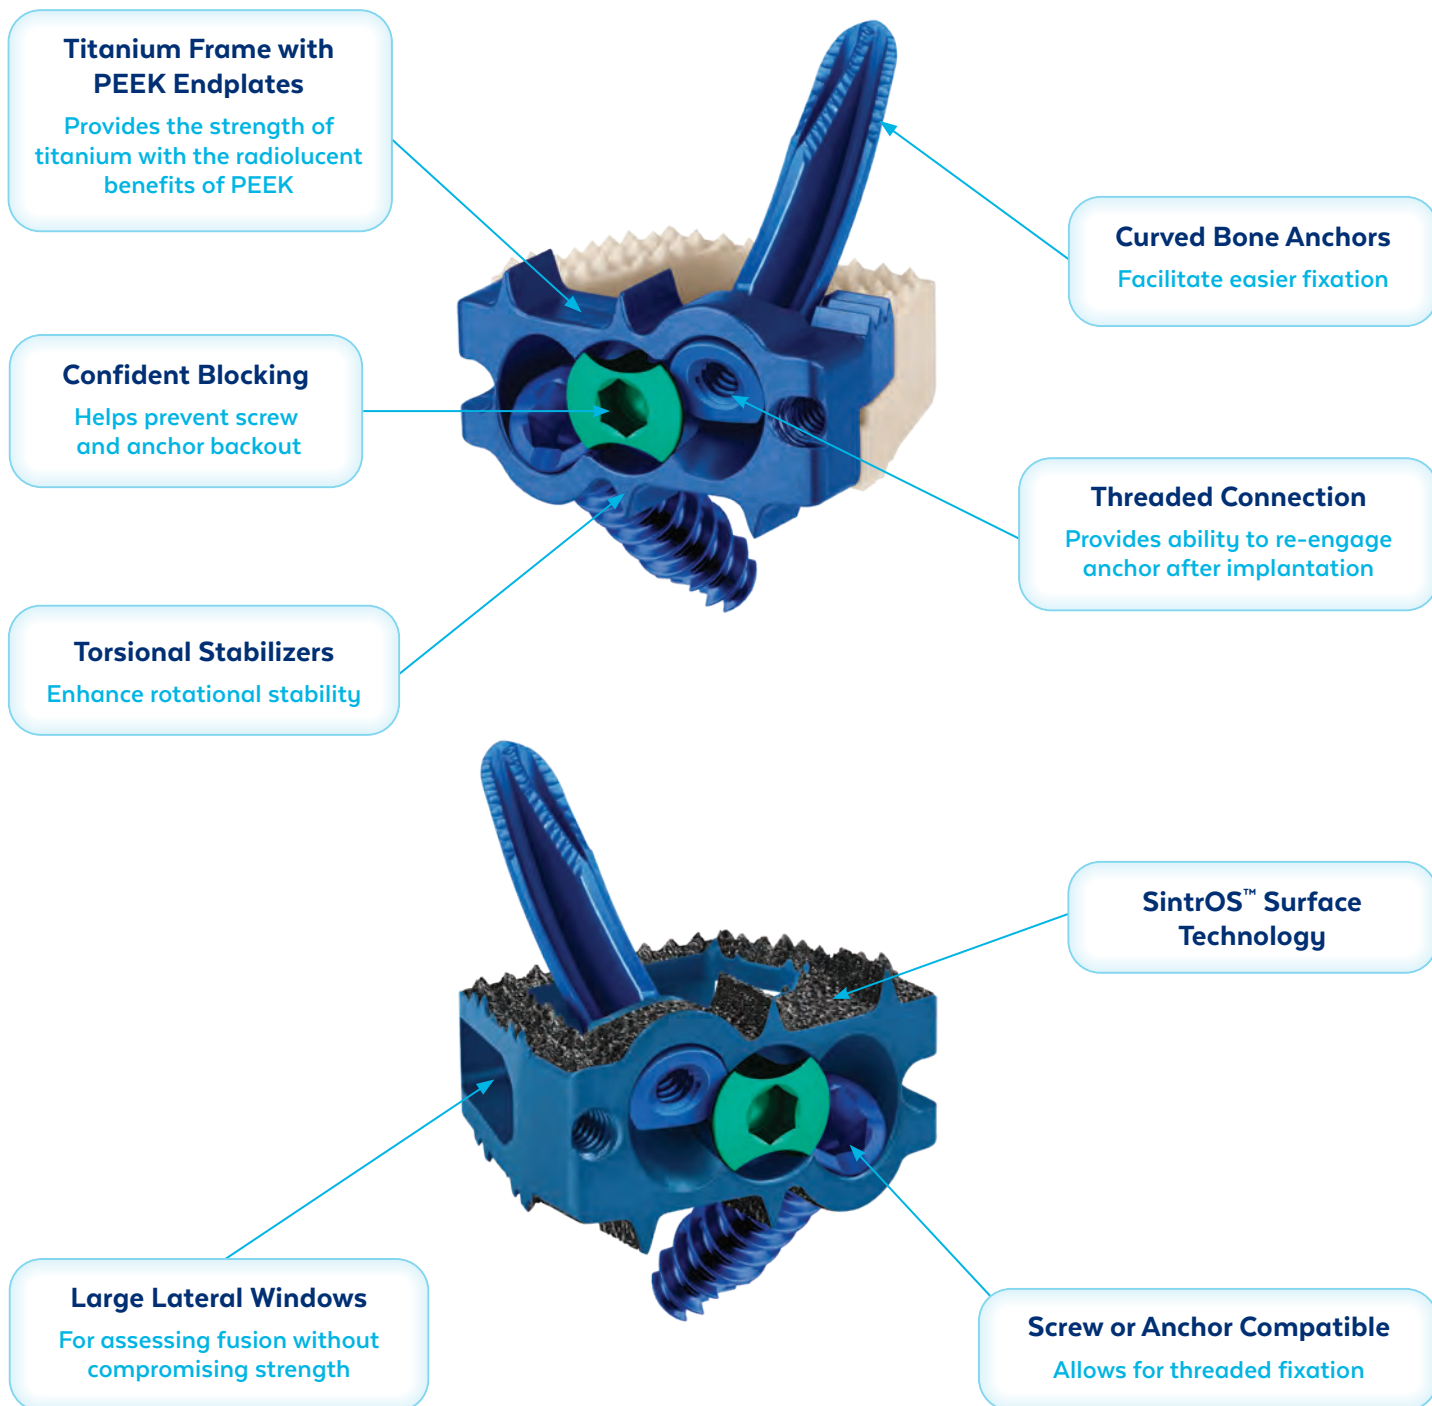 Titanium Frame with
PEEK Endplates
Provides the strength of
titanium with the radiolucent
benefits of PEEK
Curved Bone Anchors
Facilitate easier fixation
Confident Blocking
Helps prevent screw
and anchor backout
Threaded Connection
Provides ability to re-engage
anchor after implantation
Torsional Stabilizers
Enhance rotational stability
SintrOS™ Surface
Technology
Large Lateral Windows
For assessing fusion without
compromising strength
Screw or Anchor Compatible
Allows for threaded fixation